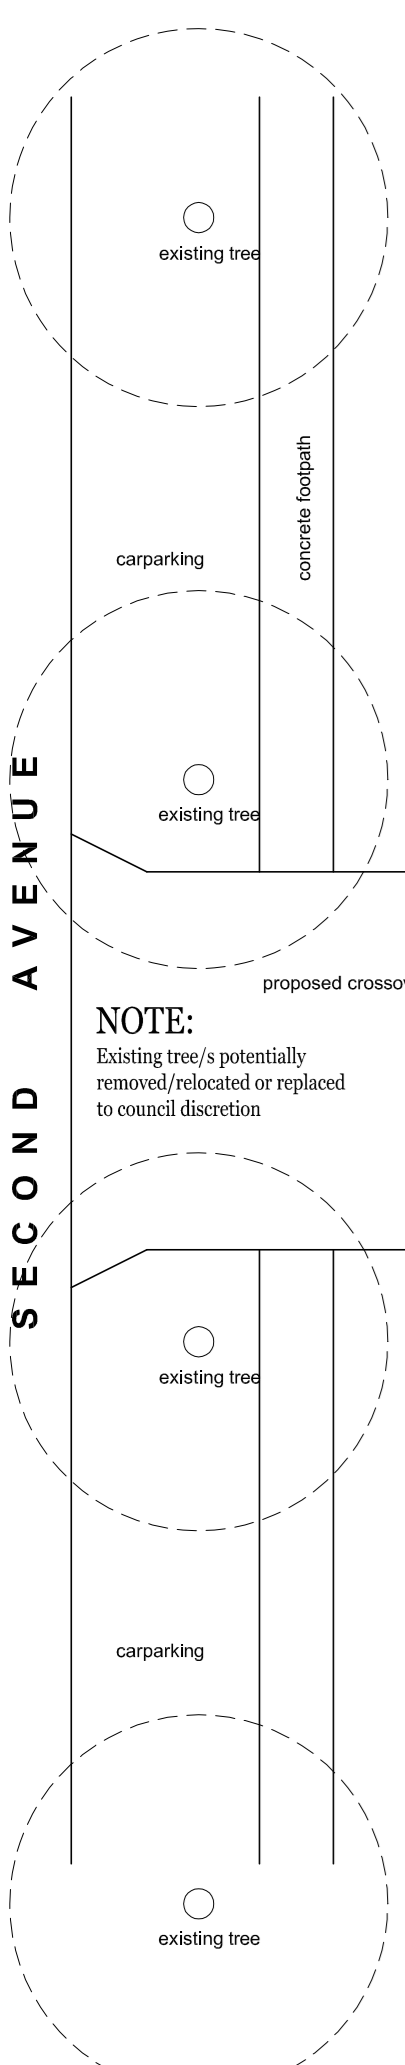 existing tree
concrete footpath
carparking
existing tree
SECOND AVENUE
proposed
NOTE:
Existing tree/s potentially
removed/relocated or replaced
to council discretion
existing tree
carparking
existing tree